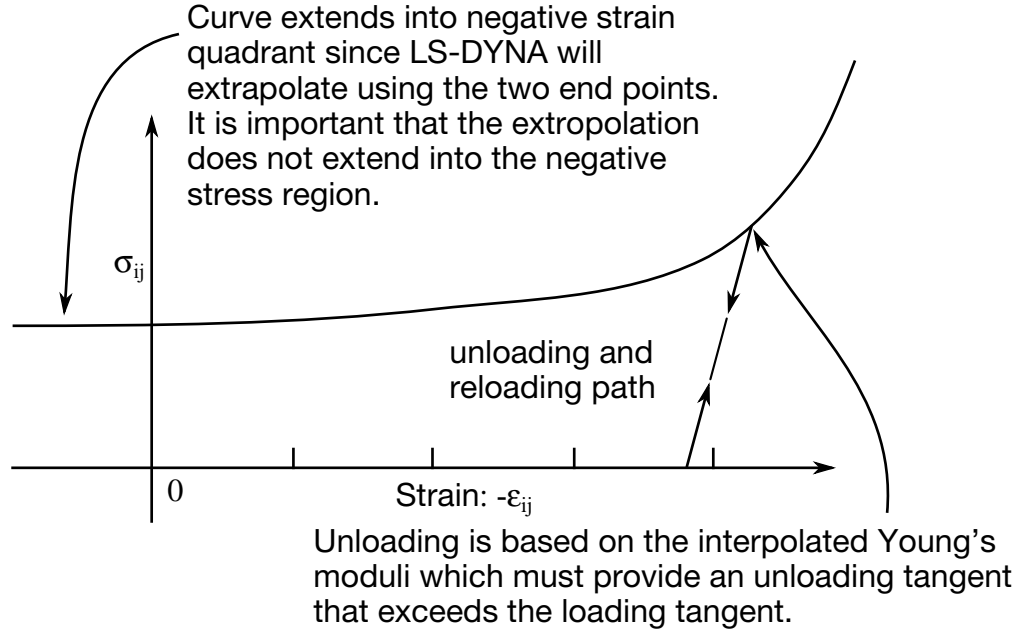 Curve extends into negative strain
quadrant since LS-DYNA will
extrapolate using the two end points.
It is important that the extropolation
does not extend into the negative
stress region.
σij
unloading and
reloading path
0
Strain: -εij
Unloading is based on the interpolated Young's
moduli which must provide an unloading tangent
that exceeds the loading tangent.